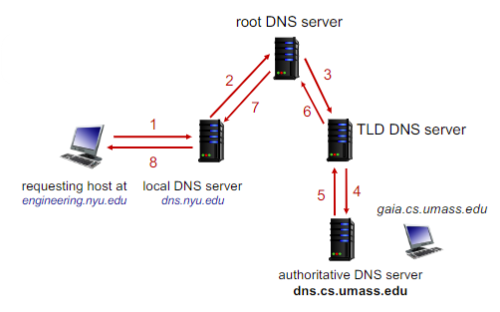 root DNS server
2
3
7
6
1
TLD DNS server
8
requesting host at
engineering.nyu.edu
local DNS server
dns.nyu.edu
5
4
gaia.cs.umass.edu
authoritative DNS server
dns.cs.umass.edu